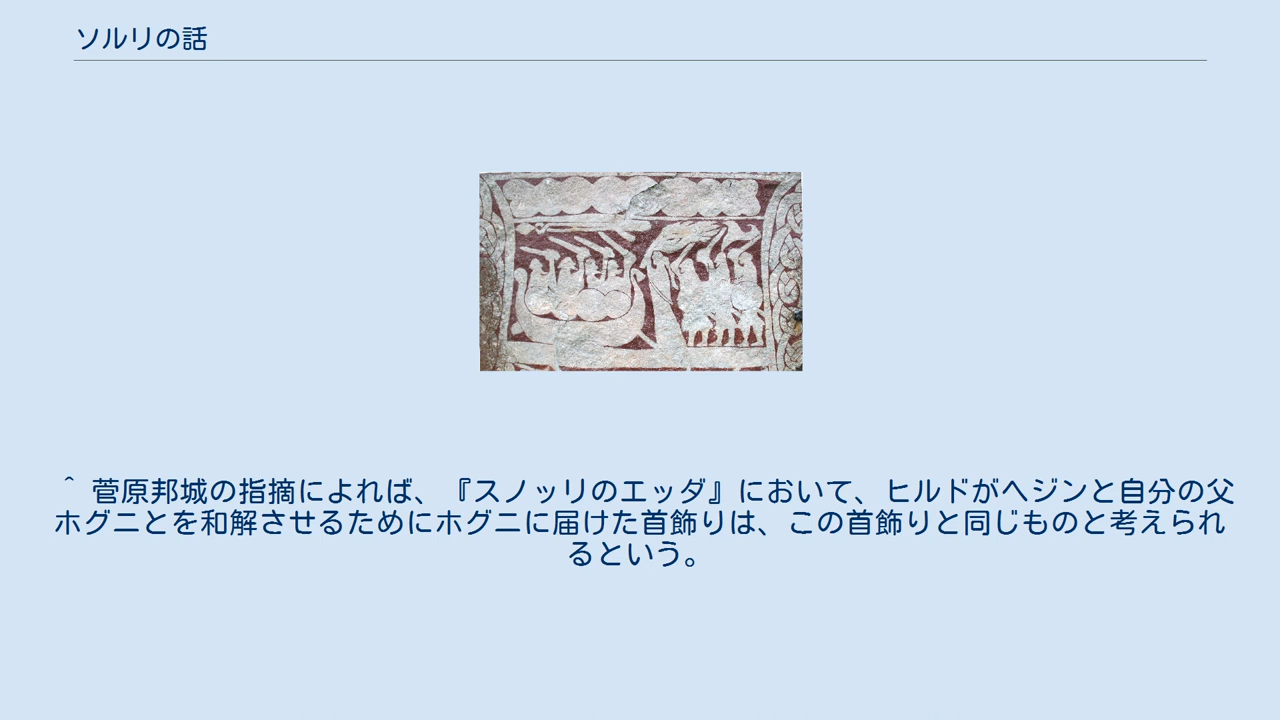 ソルリの話
^ 菅原邦城の指摘によれば、『スノッリのエッダ』において、ヒルドがヘジンと自分の父
ホグニとを和解させるためにホグニに届けた首飾りは、この首飾りと同じものと考えられ
るという。